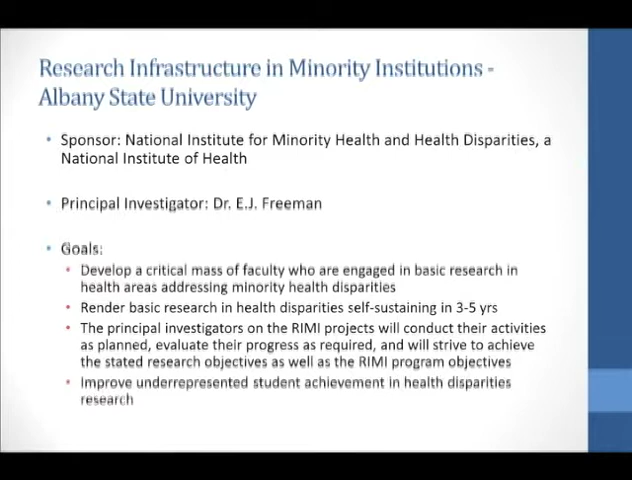 Research Infrastructure in Minority Institutions -
Albany State University
• Sponsor: National Institute for Minority Health and Health Disparities, a
National Institute of Health
• Principal Investigator: Dr. E.J. Freeman
• Goals:
• Develop a critical mass of faculty who are engaged in basic research in
health areas addressing minority health disparities
• Render basic research in health disparities self-sustaining in 3-5 yrs
• The principal investigators on the RIMI projects will conduct their activities
as planned, evaluate their progress as required, and will strive to achieve
the stated research objectives as well as the RIMI program objectives
• Improve underrepresented student achievement in health disparities
research